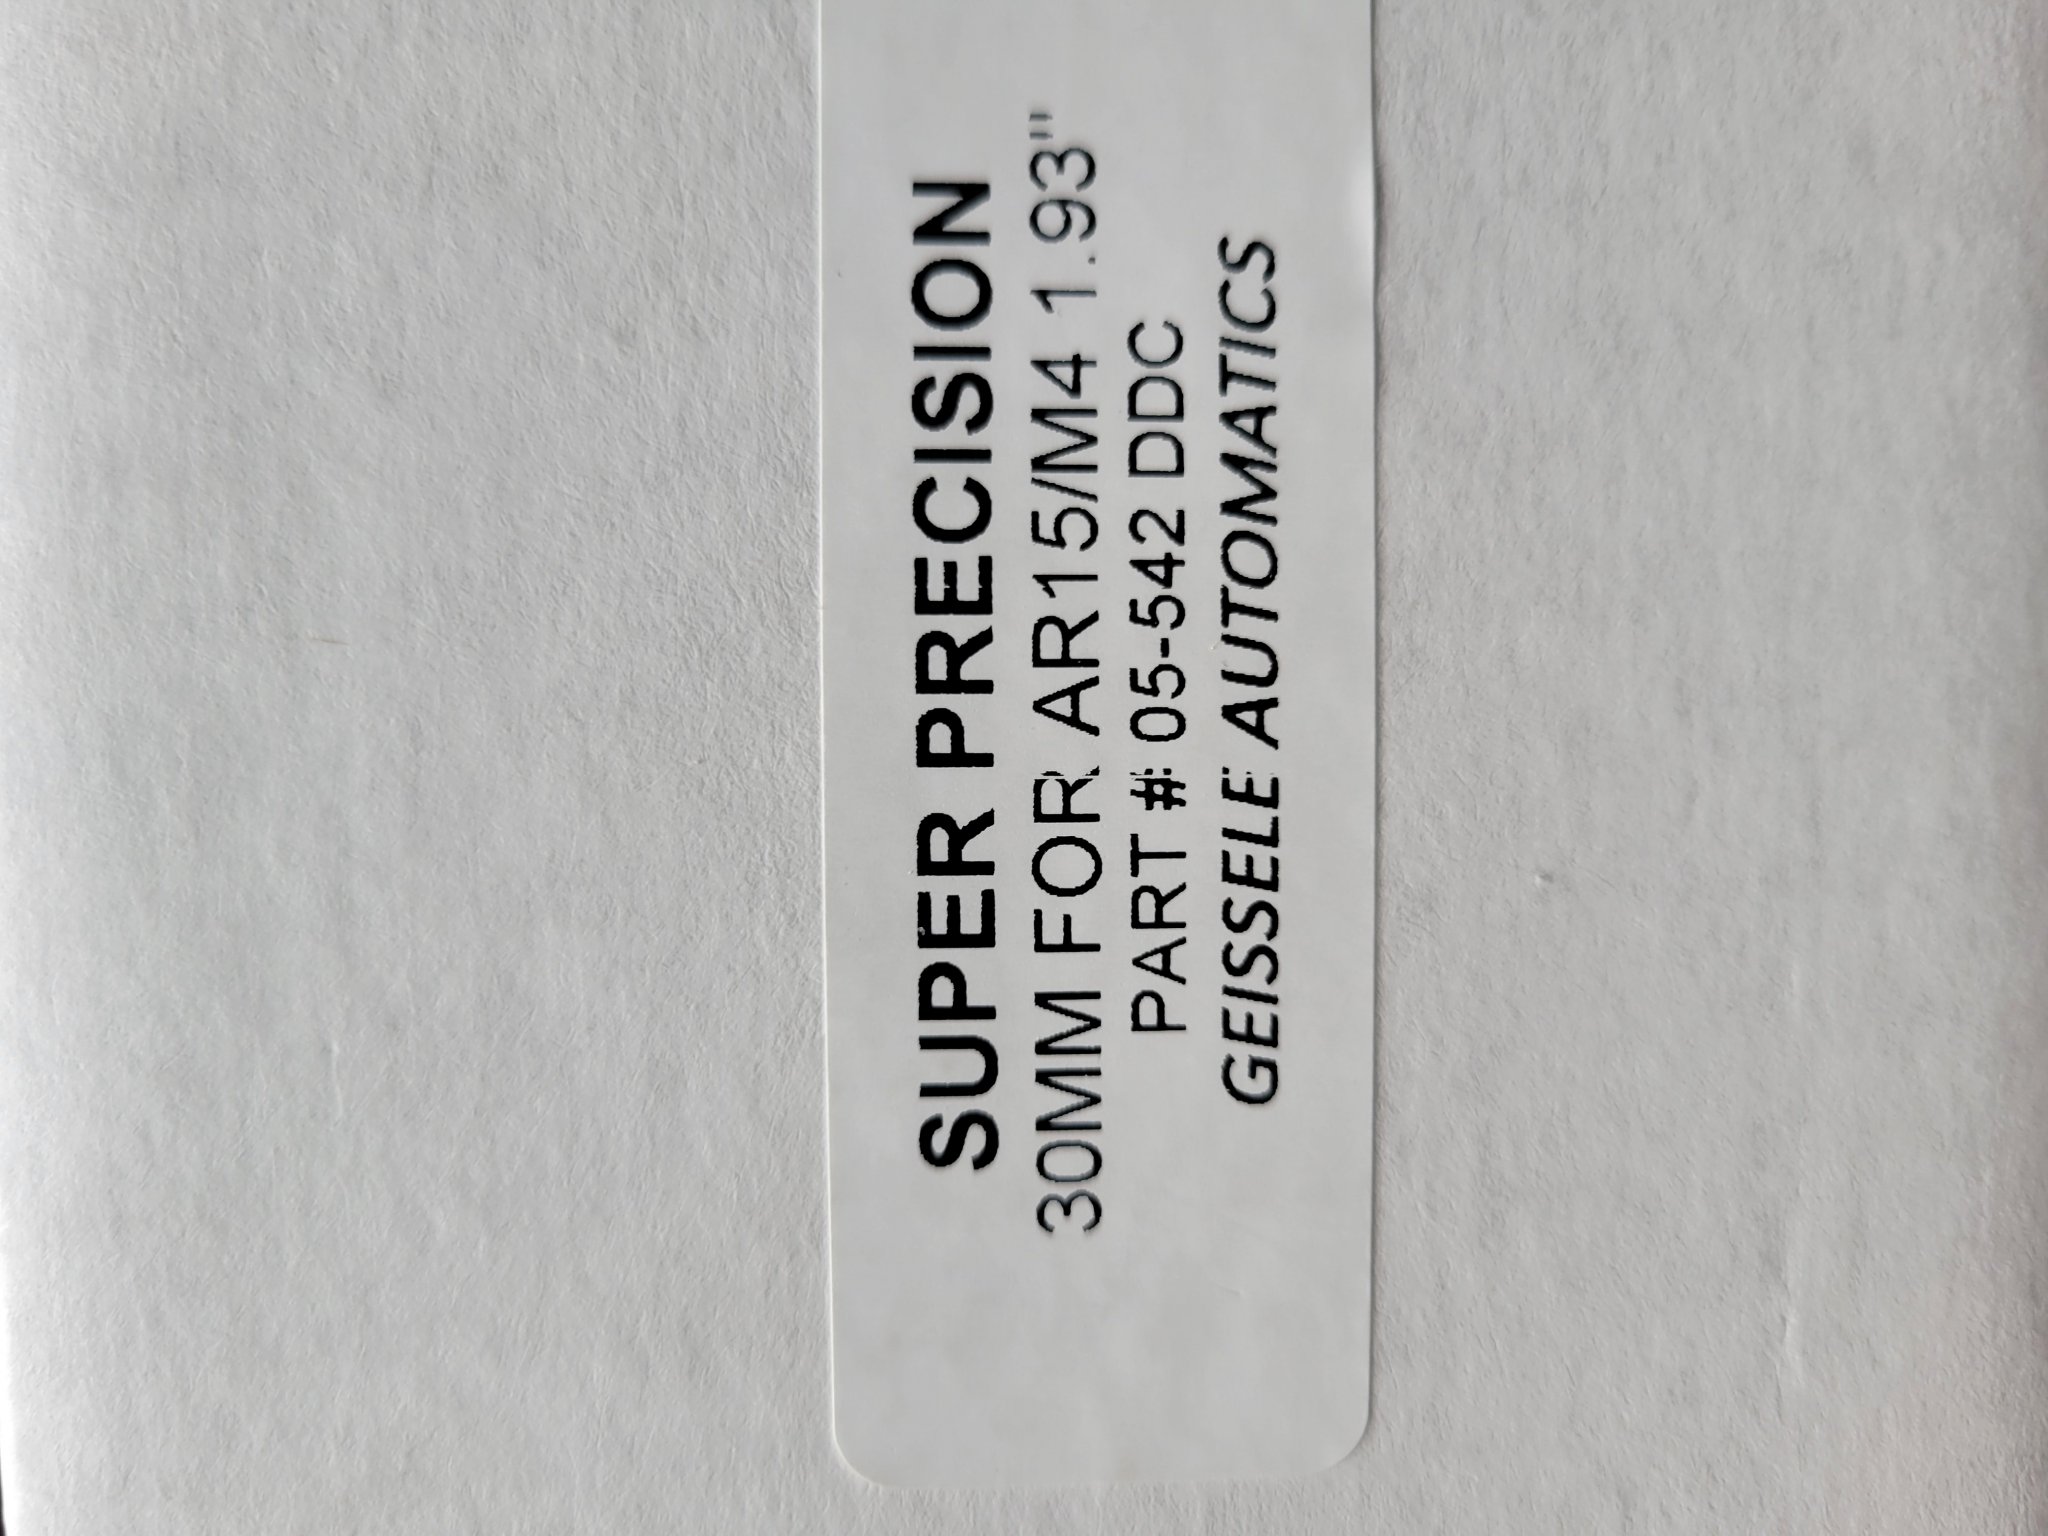 SUPER PRECISION
30MM FOR AR15/M4 1.93"
PART #: 05-542 DDC
GEISSELE AUTOMATICS